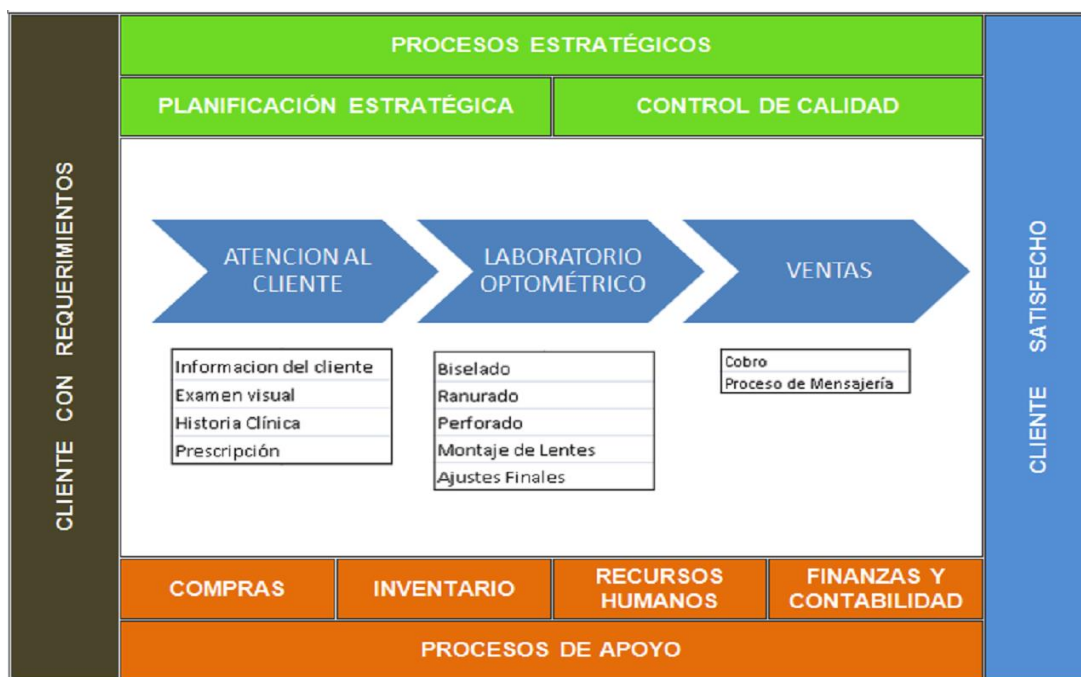 PROCESOS ESTRATÉGICOS
PLANIFICACIÓN ESTRATÉGICA
CONTROL DE CALIDAD
CLIENTE CON REQUERIMIENTOS
ATENCION AL
CLIENTE
LABORATORIO
OPTOMÉTRICO
VENTAS
Informacion del cliente
Examen visual
Historia Clínica
Prescripción
Biselado
Ranurado
Perforado
Montaje de Lentes
Ajustes Finales
Cobro
Proceso de Mensajería
CLIENTE SATISFECHO
COMPRAS
INVENTARIO
RECURSOS
HUMANOS
FINANZAS Y
CONTABILIDAD
PROCESOS DE APOYO